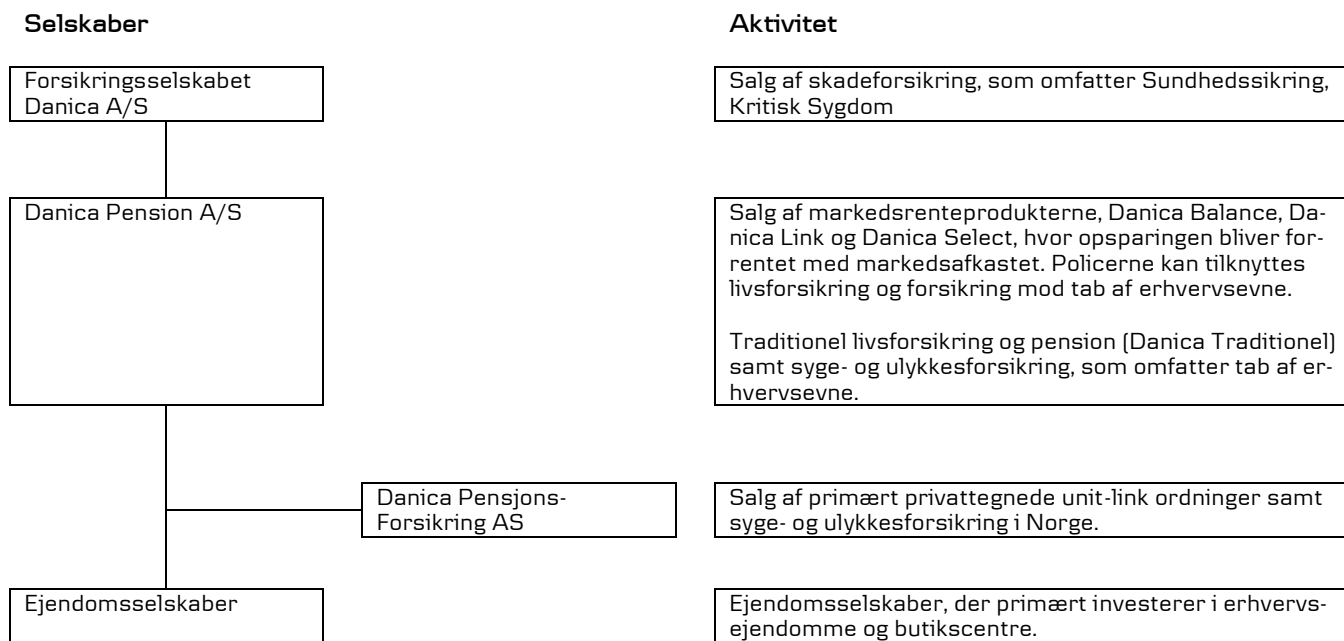 Selskaber
Aktivitet
Forsikringsselskabet
Danica A/S
Salg af skadeforsikring, som omfatter Sundhedssikring,
Kritisk Sygdom
Danica Pension A/S
Salg af markedsrenteprodukterne, Danica Balance, Da-
nica Link og Danica Select, hvor opsparingen bliver for-
rentet med markedsafkastet. Policerne kan tilknyttes
livsforsikring og forsikring mod tab af erhvervsevne.
Traditionel livsforsikring og pension (Danica Traditionel)
samt syge- og ulykkesforsikring, som omfatter tab af er-
hvervsevne.
Danica Pensjons-
Forsikring AS
Salg af primært privattegnede unit-link ordninger samt
syge- og ulykkesforsikring i Norge.
Ejendomsselskaber
Ejendomsselskaber, der primært investerer i erhvervs-
ejendomme og butikscentre.